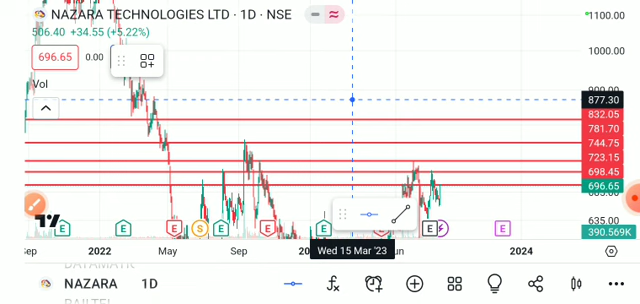 NAZARA TECHNOLOGIES LTD · 1D · NSE
1100.00
506.40 +34.55 (+5.22%)
696.65
0.00
1000.00
Vol
877.30
832.05
781.70
744.75
723.15
698.45
696.65
635.00
390.569K
E E E S E E E E E E
Sep 2022 May Sep Wed 15 Mar '23 Jun 2024
NAZARA 1D
RAILTEL